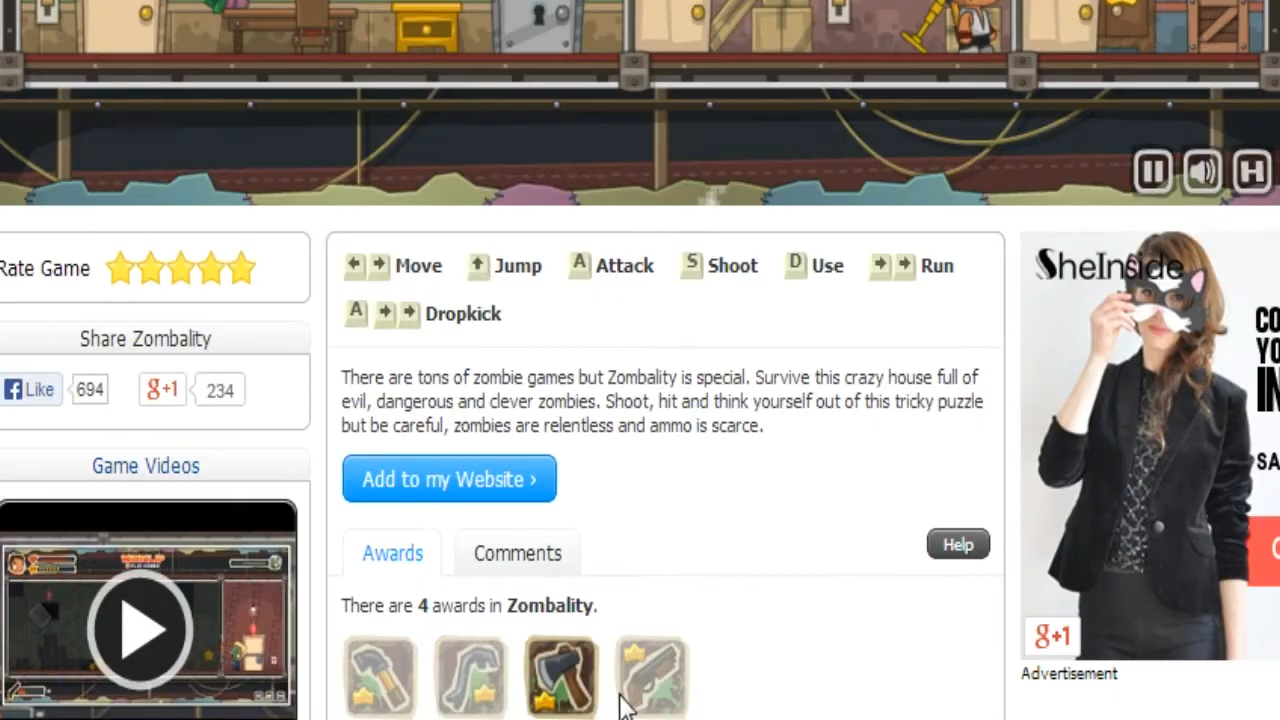 Rate Game
Move Jump A Attack S Shoot D Use Run
A Dropkick
SheInside
Share Zombality
Like 694 g+1 234
There are tons of zombie games but Zombality is special. Survive this crazy house full of
evil, dangerous and clever zombies. Shoot, hit and think yourself out of this tricky puzzle
but be careful, zombies are relentless and ammo is scarce.
Game Videos
Add to my Website ›
Awards Comments Help
There are 4 awards in Zombality.
g+1
Advertisement